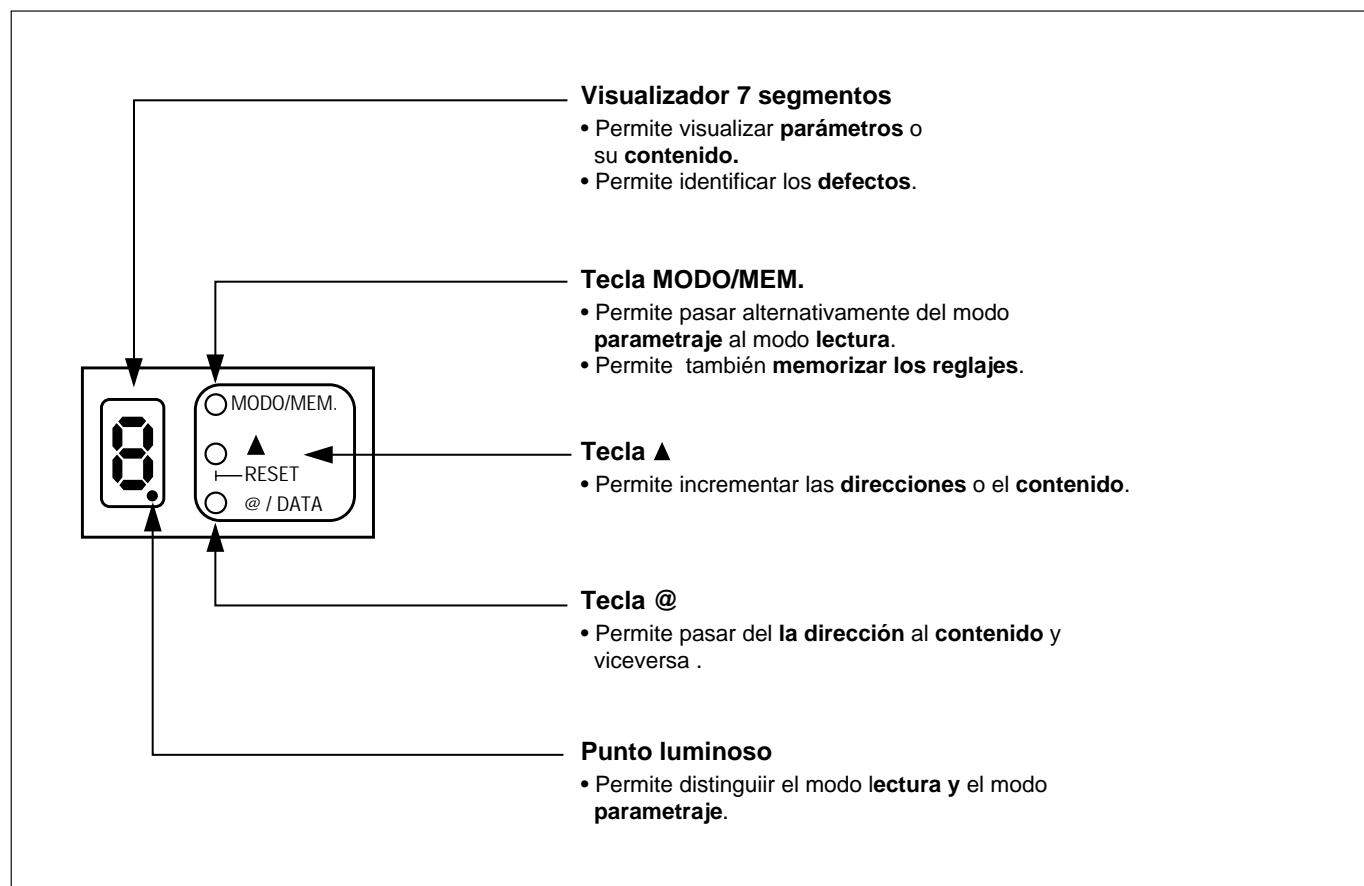 Visualizador 7 segmentos
• Permite visualizar parámetros o
su contenido.
• Permite identificar los defectos.
Tecla MODO/MEM.
• Permite pasar alternativamente del modo
parametraje al modo lectura.
• Permite también memorizar los reglajes.
8.
MODO/MEM.
▲
RESET
@ / DATA
Tecla ▲
• Permite incrementar las direcciones o el contenido.
Tecla @
• Permite pasar del la dirección al contenido y
viceversa .
Punto luminoso
• Permite distinguiir el modo lectura y el modo
parametraje.